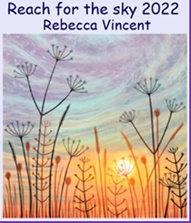 Reach for the sky 2022
Rebecca Vincent